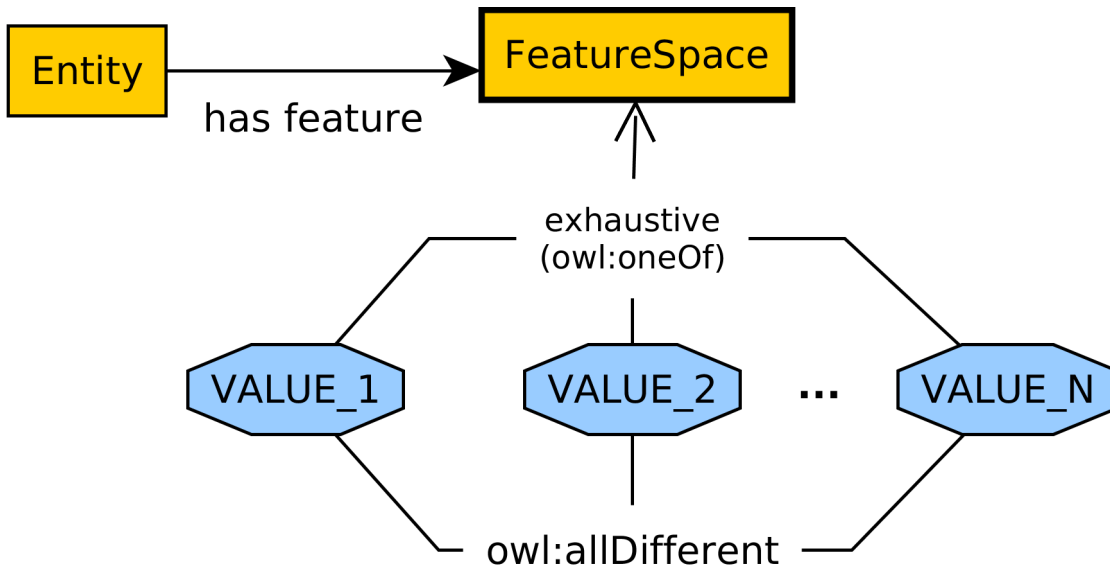 Entity
FeatureSpace
has feature
exhaustive
(owl:oneOf)
VALUE_1
VALUE_2
...
VALUE_N
owl:allDifferent